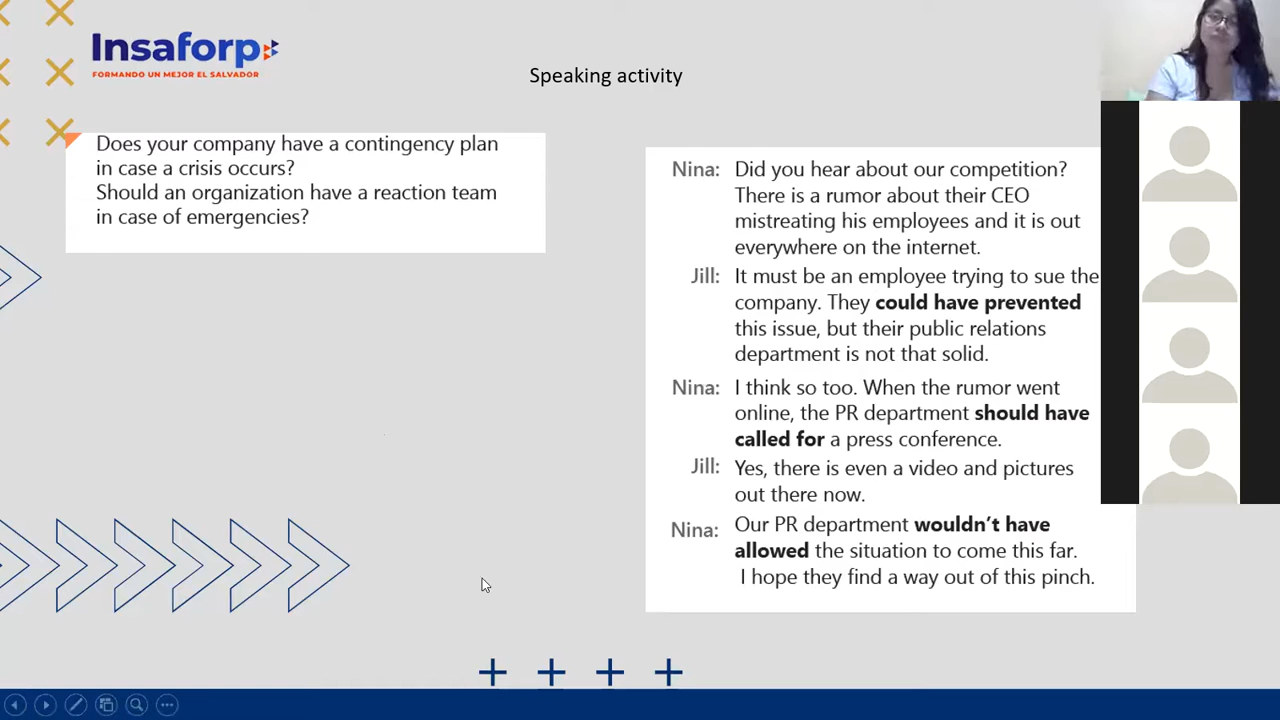 Insaforp
FORMANDO UN MEJOR EL SALVADOR
Speaking activity
Does your company have a contingency plan
in case a crisis occurs?
Should an organization have a reaction team
in case of emergencies?
Nina: Did you hear about our competition?
There is a rumor about their CEO
mistreating his employees and it is out
everywhere on the internet.
Jill: It must be an employee trying to sue the
company. They could have prevented
this issue, but their public relations
department is not that solid.
Nina: I think so too. When the rumor went
online, the PR department should have
called for a press conference.
Jill: Yes, there is even a video and pictures
out there now.
Nina: Our PR department wouldn't have
allowed the situation to come this far.
I hope they find a way out of this pinch.